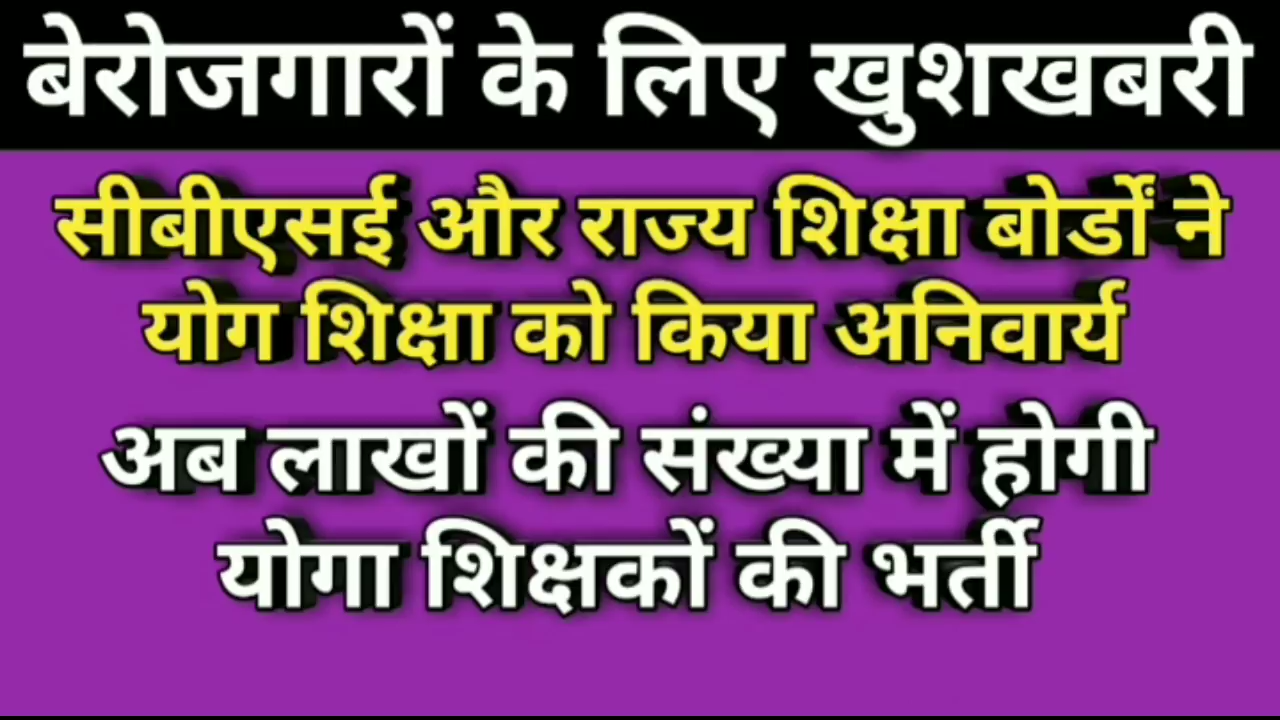 बेरोजगारों के लिए खुशखबरी
सीबीएसई और राज्य शिक्षा बोर्डों ने
योग शिक्षा को किया अनिवार्य
अब लाखों की संख्या में होगी
योगा शिक्षकों की भर्ती